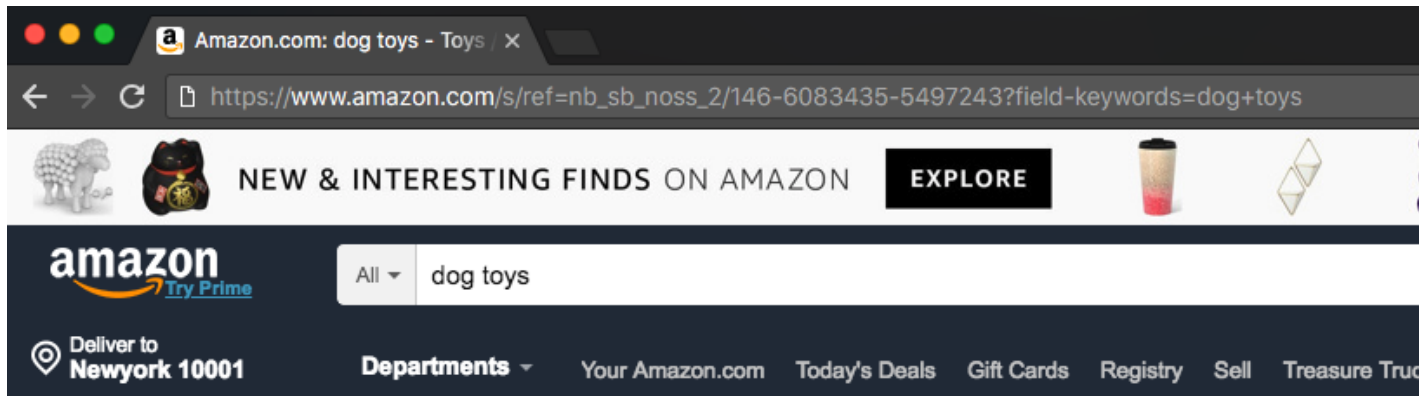 Amazon.com: dog toys - Toys /
https://www.amazon.com/s/ref=nb_sb_noss_2/146-6083435-5497243?field-keywords=dog+toys
NEW & INTERESTING FINDS ON AMAZON EXPLORE
amazon
Try Prime
All dog toys
Deliver to
Newyork 10001
Departments Your Amazon.com Today's Deals Gift Cards Registry Sell Treasure Truc